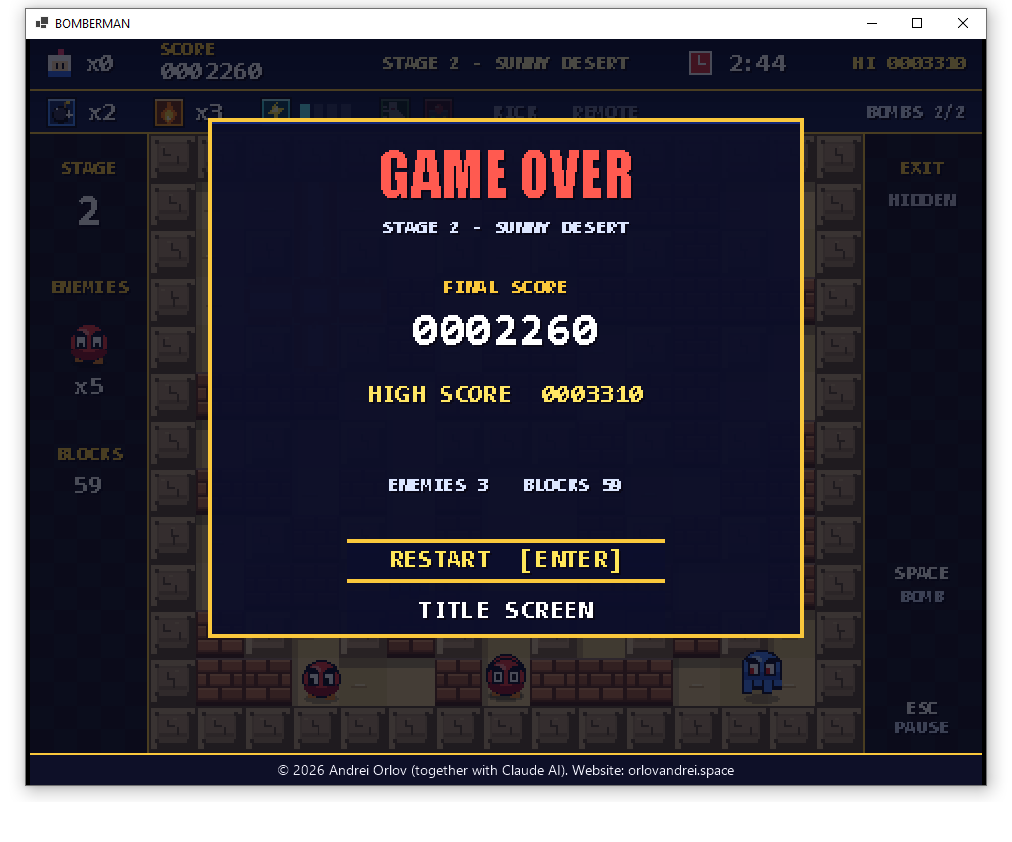 BOMBERMAN
x0
SCORE
0002260
STAGE 2 - SUNNY DESERT
2:44
HI 0003310
x2
x3
KICK
REMOTE
BOMBS 2/2
STAGE
2
ENEMIES
x5
BLOCKS
59
GAME OVER
STAGE 2 - SUNNY DESERT
FINAL SCORE
0002260
HIGH SCORE 0003310
ENEMIES 3 BLOCKS 59
RESTART [ENTER]
TITLE SCREEN
EXIT
HIDDEN
SPACE
BOMB
ESC
PAUSE
© 2026 Andrei Orlov (together with Claude AI). Website: orlovandrei.space